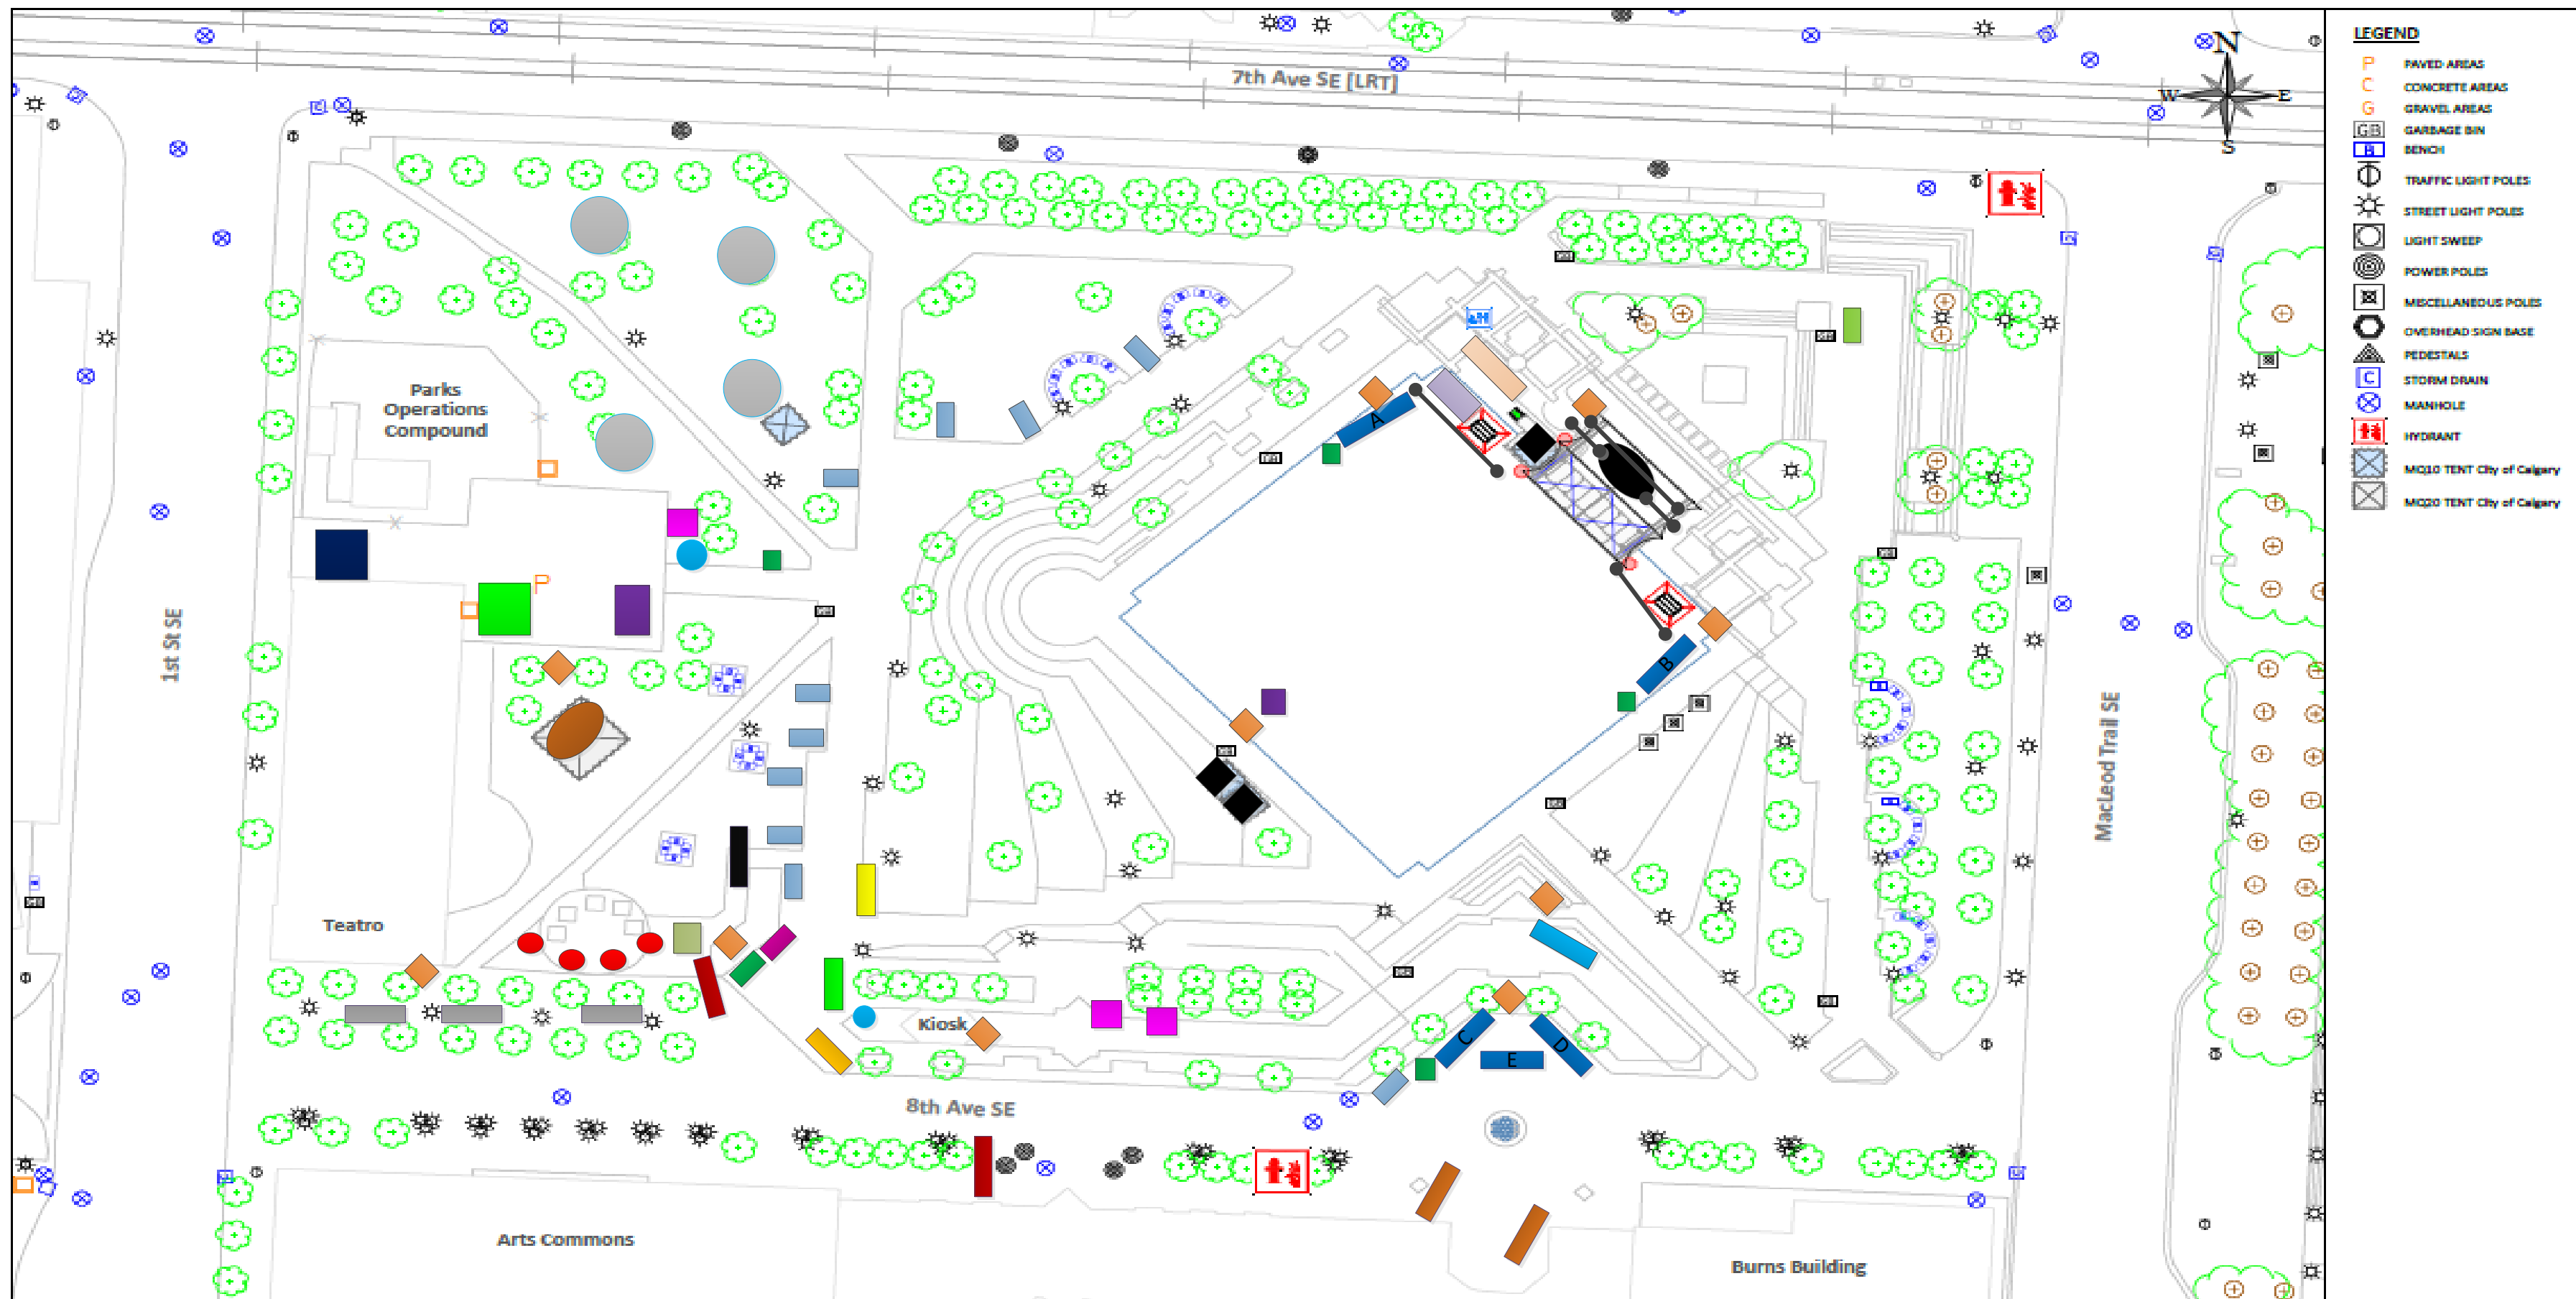 7th Ave SE [LRT]
N
W
E
S
LEGEND
P PAVED AREAS
C CONCRETE AREAS
G GRAVEL AREAS
GB GARBAGE BIN
B BENCH
TRAFFIC LIGHT POLES
STREET LIGHT POLES
LIGHT SWEEP
POWER POLES
MISCELLANEOUS POLES
OVERHEAD SIGN BASE
PEDESTALS
C STORM DRAIN
MANHOLE
HYDRANT
MQ10 TENT City of Calgary
MQ20 TENT City of Calgary
Parks
Operations
Compound
A
P
1st St SE
B
MacLeod Trail SE
Teatro
Kiosk
C
D
E
8th Ave SE
Arts Commons
Burns Building